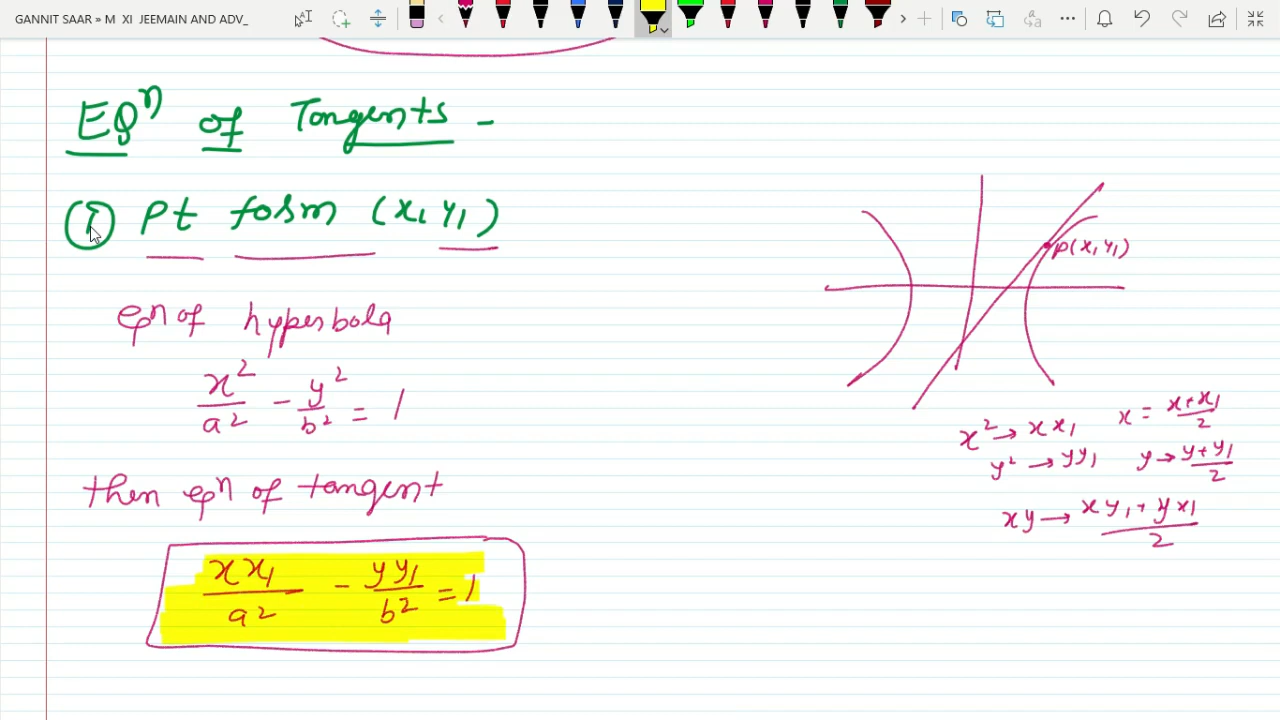 GANNIT SAAR » M XI JEEMAIN AND ADV_
EQⁿ of Tangents -
① Pt form (x₁ y₁)
eqⁿ of hyperbola
x²/a² - y²/b² = 1
then eqⁿ of tangent
xx₁/a² - yy₁/b² = 1
P(x₁y₁)
x² → xx₁ x = x+x₁/2
y² → yy₁ y → y+y₁/2
xy → xy₁+yx₁/2